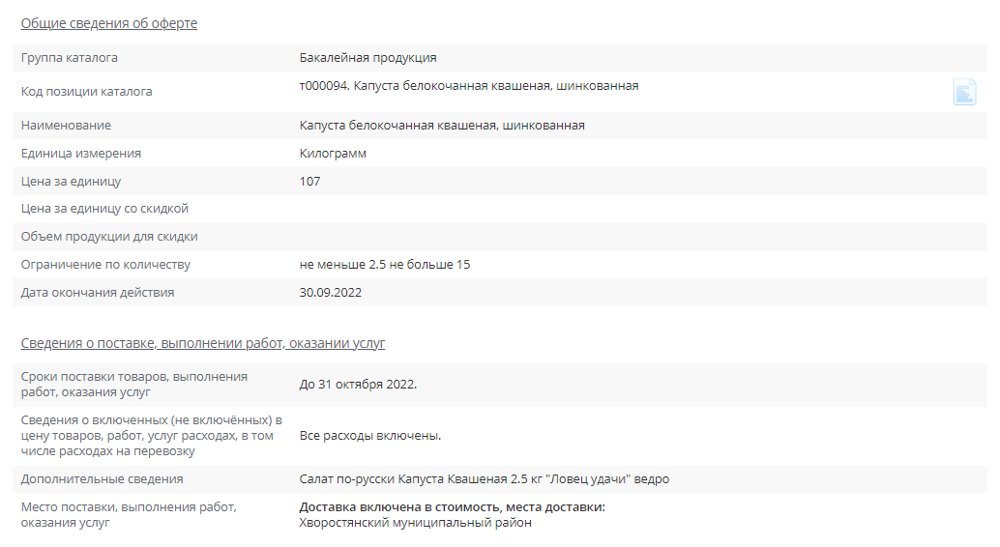 Общие сведения об оферте
Группа каталога Бакалейная продукция
Код позиции каталога т000094. Капуста белокочанная квашеная, шинкованная
Наименование Капуста белокочанная квашеная, шинкованная
Единица измерения Килограмм
Цена за единицу 107
Цена за единицу со скидкой
Объем продукции для скидки
Ограничение по количеству не меньше 2.5 не больше 15
Дата окончания действия 30.09.2022
Сведения о поставке, выполнении работ, оказании услуг
Сроки поставки товаров, выполнения
работ, оказания услуг
До 31 октября 2022.
Сведения о включенных (не включённых) в
цену товаров, работ, услуг расходах, в том
числе расходах на перевозку
Все расходы включены.
Дополнительные сведения Салат по-русски Капуста Квашеная 2.5 кг "Ловец удачи" ведро
Место поставки, выполнения работ,
оказания услуг
Доставка включена в стоимость, места доставки:
Хворостянский муниципальный район